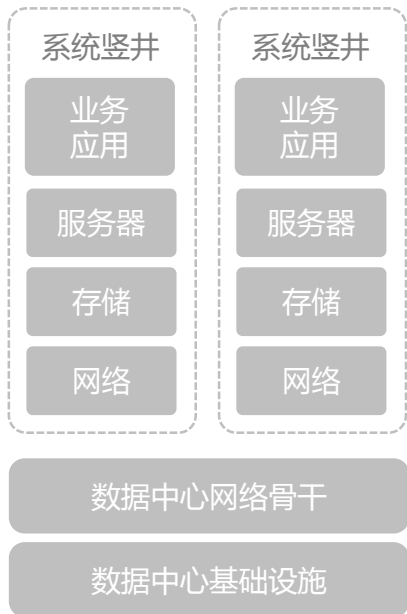 系统竖井
业务
应用
服务器
存储
网络
系统竖井
业务
应用
服务器
存储
网络
数据中心网络骨干
数据中心基础设施